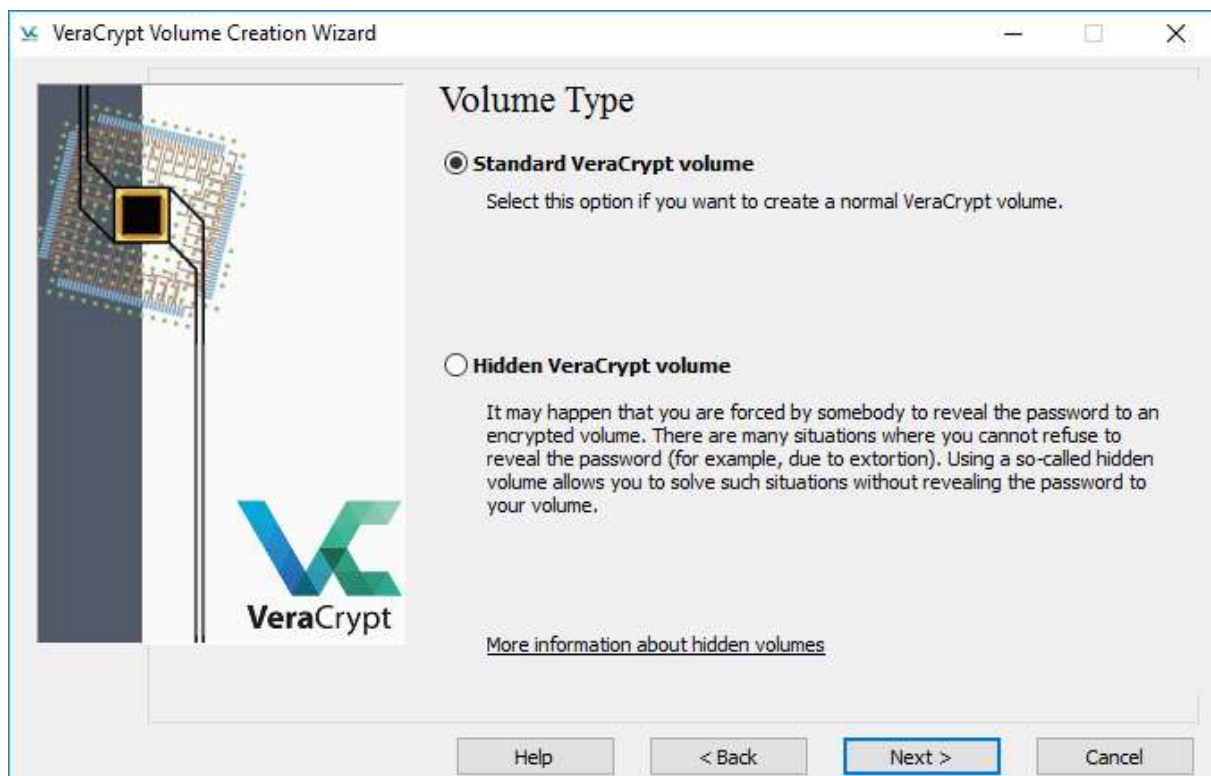 VeraCrypt Volume Creation Wizard
Volume Type
Standard VeraCrypt volume
Select this option if you want to create a normal VeraCrypt volume.
Hidden VeraCrypt volume
It may happen that you are forced by somebody to reveal the password to an
encrypted volume. There are many situations where you cannot refuse to
reveal the password (for example, due to extortion). Using a so-called hidden
volume allows you to solve such situations without revealing the password to
your volume.
VeraCrypt
More information about hidden volumes
Help < Back Next > Cancel